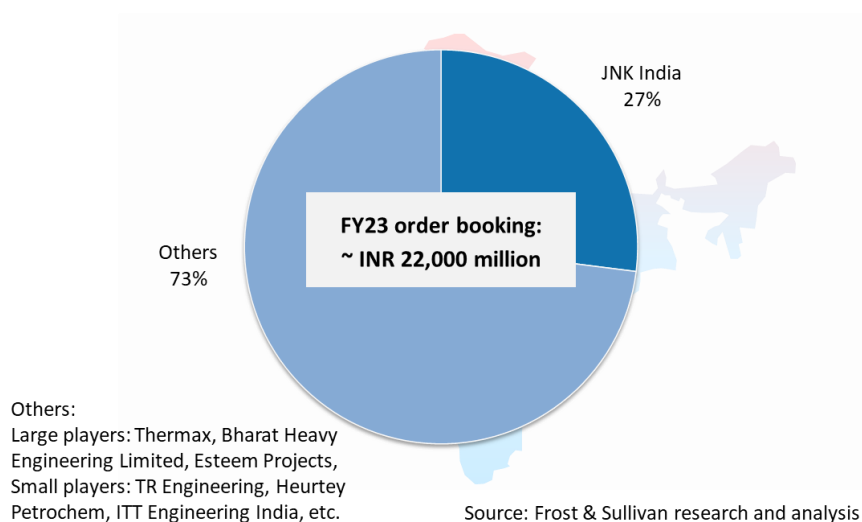 JNK India
27%
FY23 order booking:
~ INR 22,000 million
Others
73%
Others:
Large players: Thermax, Bharat Heavy
Engineering Limited, Esteem Projects,
Small players: TR Engineering, Heurtey
Petrochem, ITT Engineering India, etc.
Source: Frost & Sullivan research and analysis